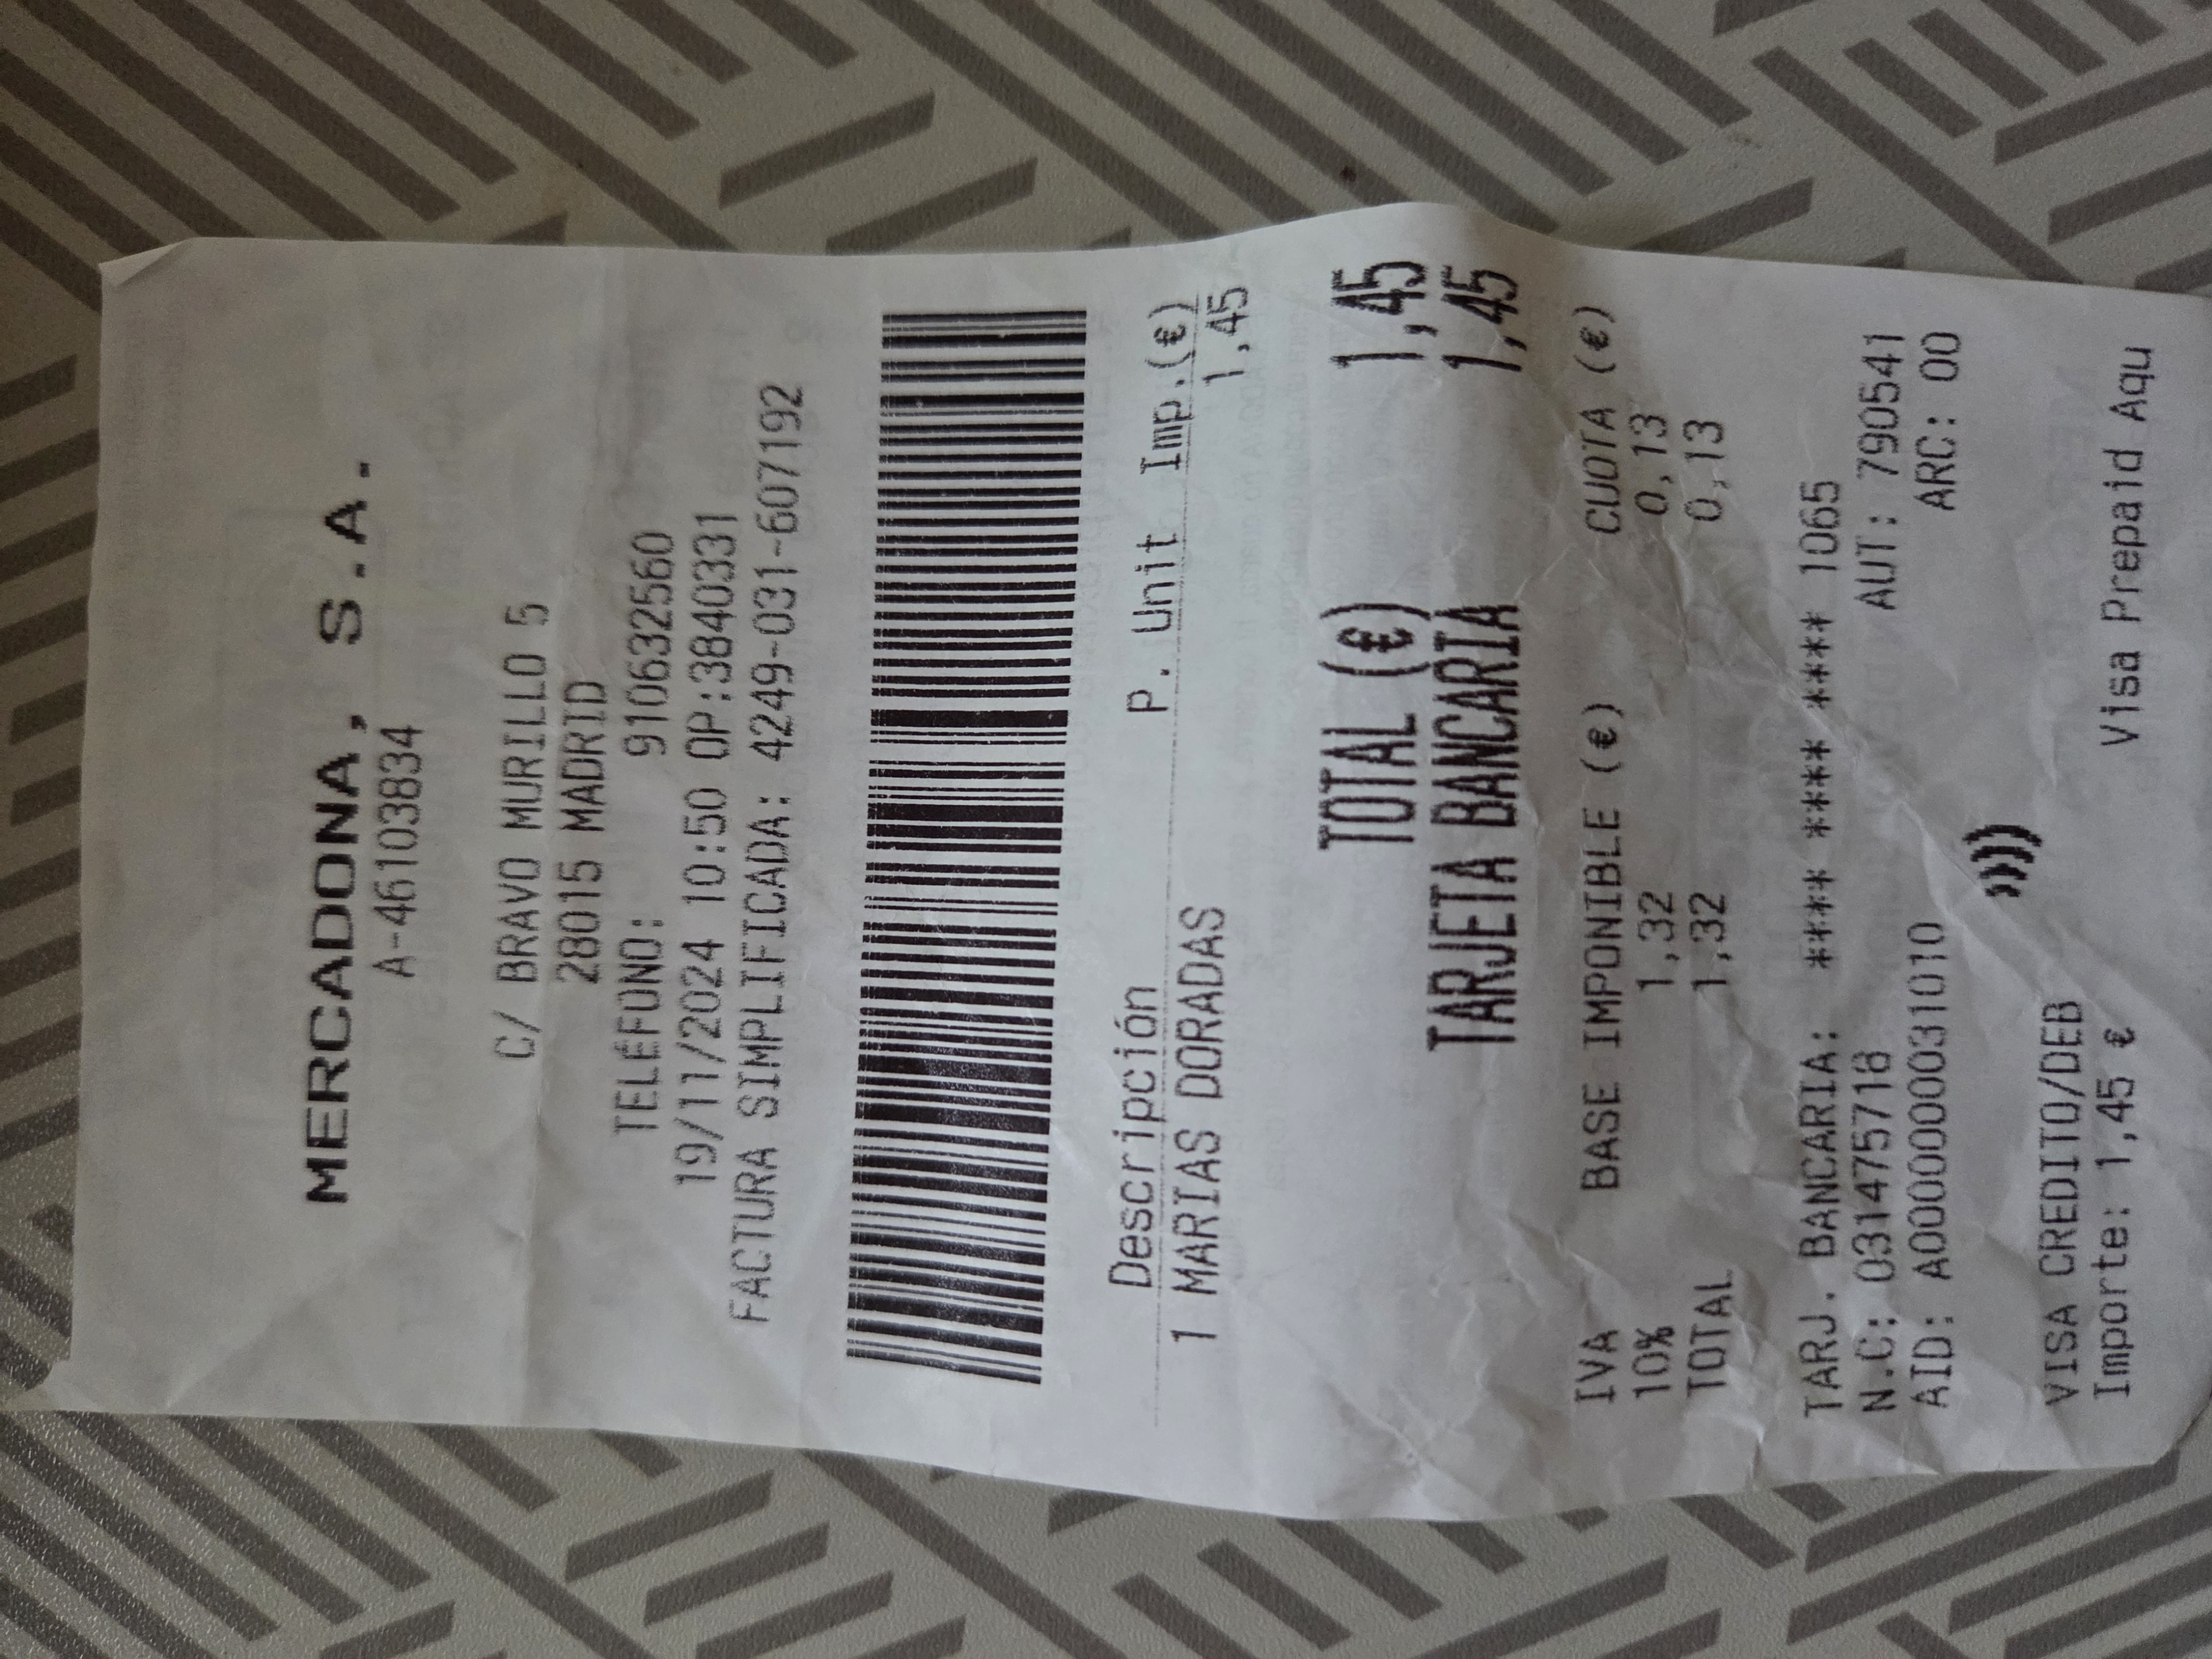 MERCADONA, S.A.
A-46103834
C/ BRAVO MURILLO 5
28015 MADRID
TELÉFONO: 910632560
19/11/2024 10:50 OP:3840331
FACTURA SIMPLIFICADA: 4249-031-607192
Descripción P. Unit Imp.(€)
1 MARIAS DORADAS 1,45
TOTAL (€) 1,45
TARJETA BANCARIA 1,45
IVA BASE IMPONIBLE (€) CUOTA (€)
10% 1,32 0,13
TOTAL 1,32 0,13
TARJ. BANCARIA: **** **** **** 1065
N.C: 031475718 AUT: 790541
AID: A0000000031010 ARC: 00
VISA CREDITO/DEB
Importe: 1,45 € Visa Prepaid Aqu